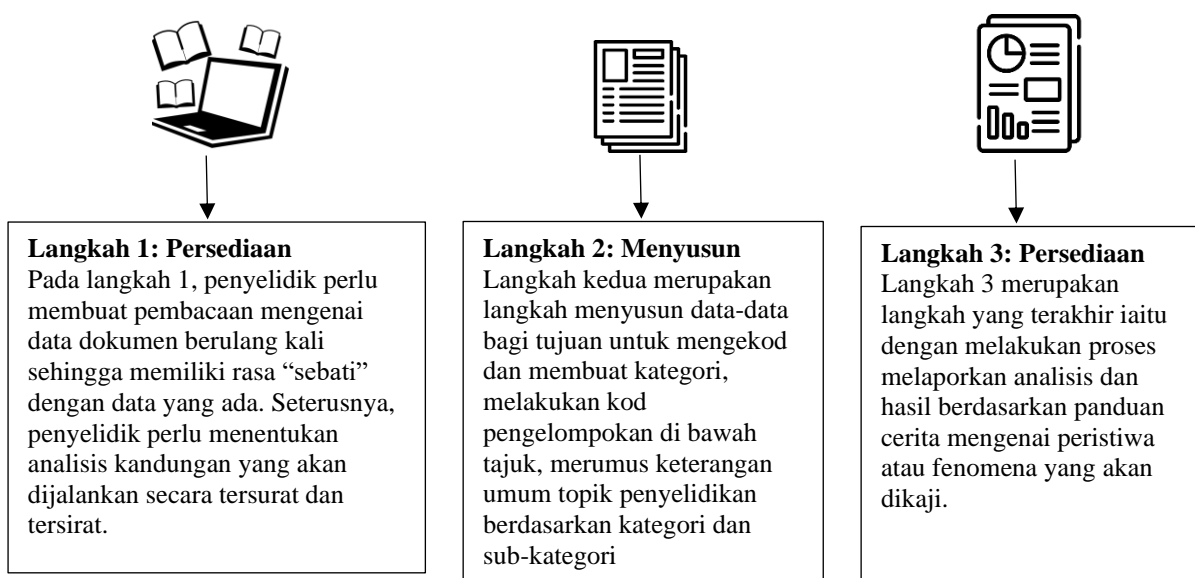 Langkah 1: Persediaan
Pada langkah 1, penyelidik perlu
membuat pembacaan mengenai
data dokumen berulang kali
sehingga memiliki rasa “sebati”
dengan data yang ada. Seterusnya,
penyelidik perlu menentukan
analisis kandungan yang akan
dijalankan secara tersurat dan
tersirat.
Langkah 2: Menyusun
Langkah kedua merupakan
langkah menyusun data-data
bagi tujuan untuk mengekod
dan membuat kategori,
melakukan kod
pengelompokan di bawah
tajuk, merumus keterangan
umum topik penyelidikan
berdasarkan kategori dan
sub-kategori
Langkah 3: Persediaan
Langkah 3 merupakan
langkah yang terakhir iaitu
dengan melakukan proses
melaporkan analisis dan
hasil berdasarkan panduan
cerita mengenai peristiwa
atau fenomena yang akan
dikaji.